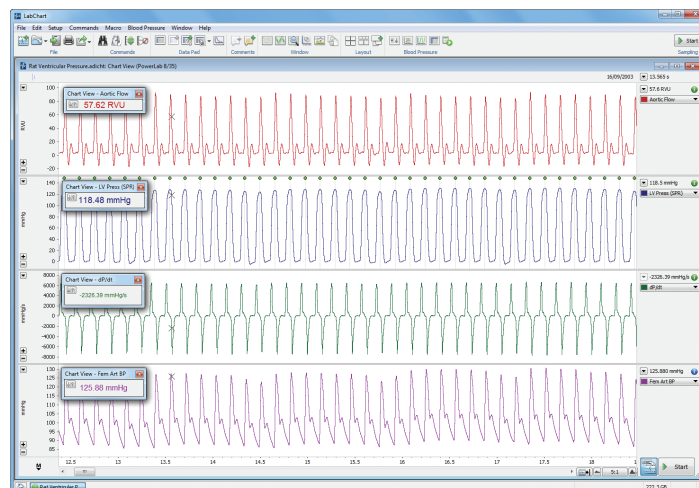 LabChart
File Edit Setup Commands Macro Blood Pressure Window Help
File Commands Data Pad Comments Window Layout Blood Pressure Sampling
Start
Rat Ventricular Pressure.adicht: Chart View (PowerLab 8/35)
16/09/2003 13.565 s
Chart View - Aortic Flow
57.62 RVU
100
80
60
40
20
0
-20
RVU
57.6 RVU
Aortic Flow
Chart View - LV Press (SPR)
118.48 mmHg
140
120
100
80
60
40
20
0
mmHg
118.5 mmHg
LV Press (SPR)
Chart View - dP/dt
-2326.39 mmHg/s
8000
6000
4000
2000
0
-2000
-4000
-6000
-8000
mmHg/s
-2326.39 mmHg/s
dP/dt
Chart View - Fem Art BP
125.88 mmHg
130
125
120
115
110
105
100
95
90
85
mmHg
125.880 mmHg
Fem Art BP
12.5 13 13.5 14 14.5 15 15.5 16 16.5 17 17.5 18
5:1
Start
Rat Ventricular P...